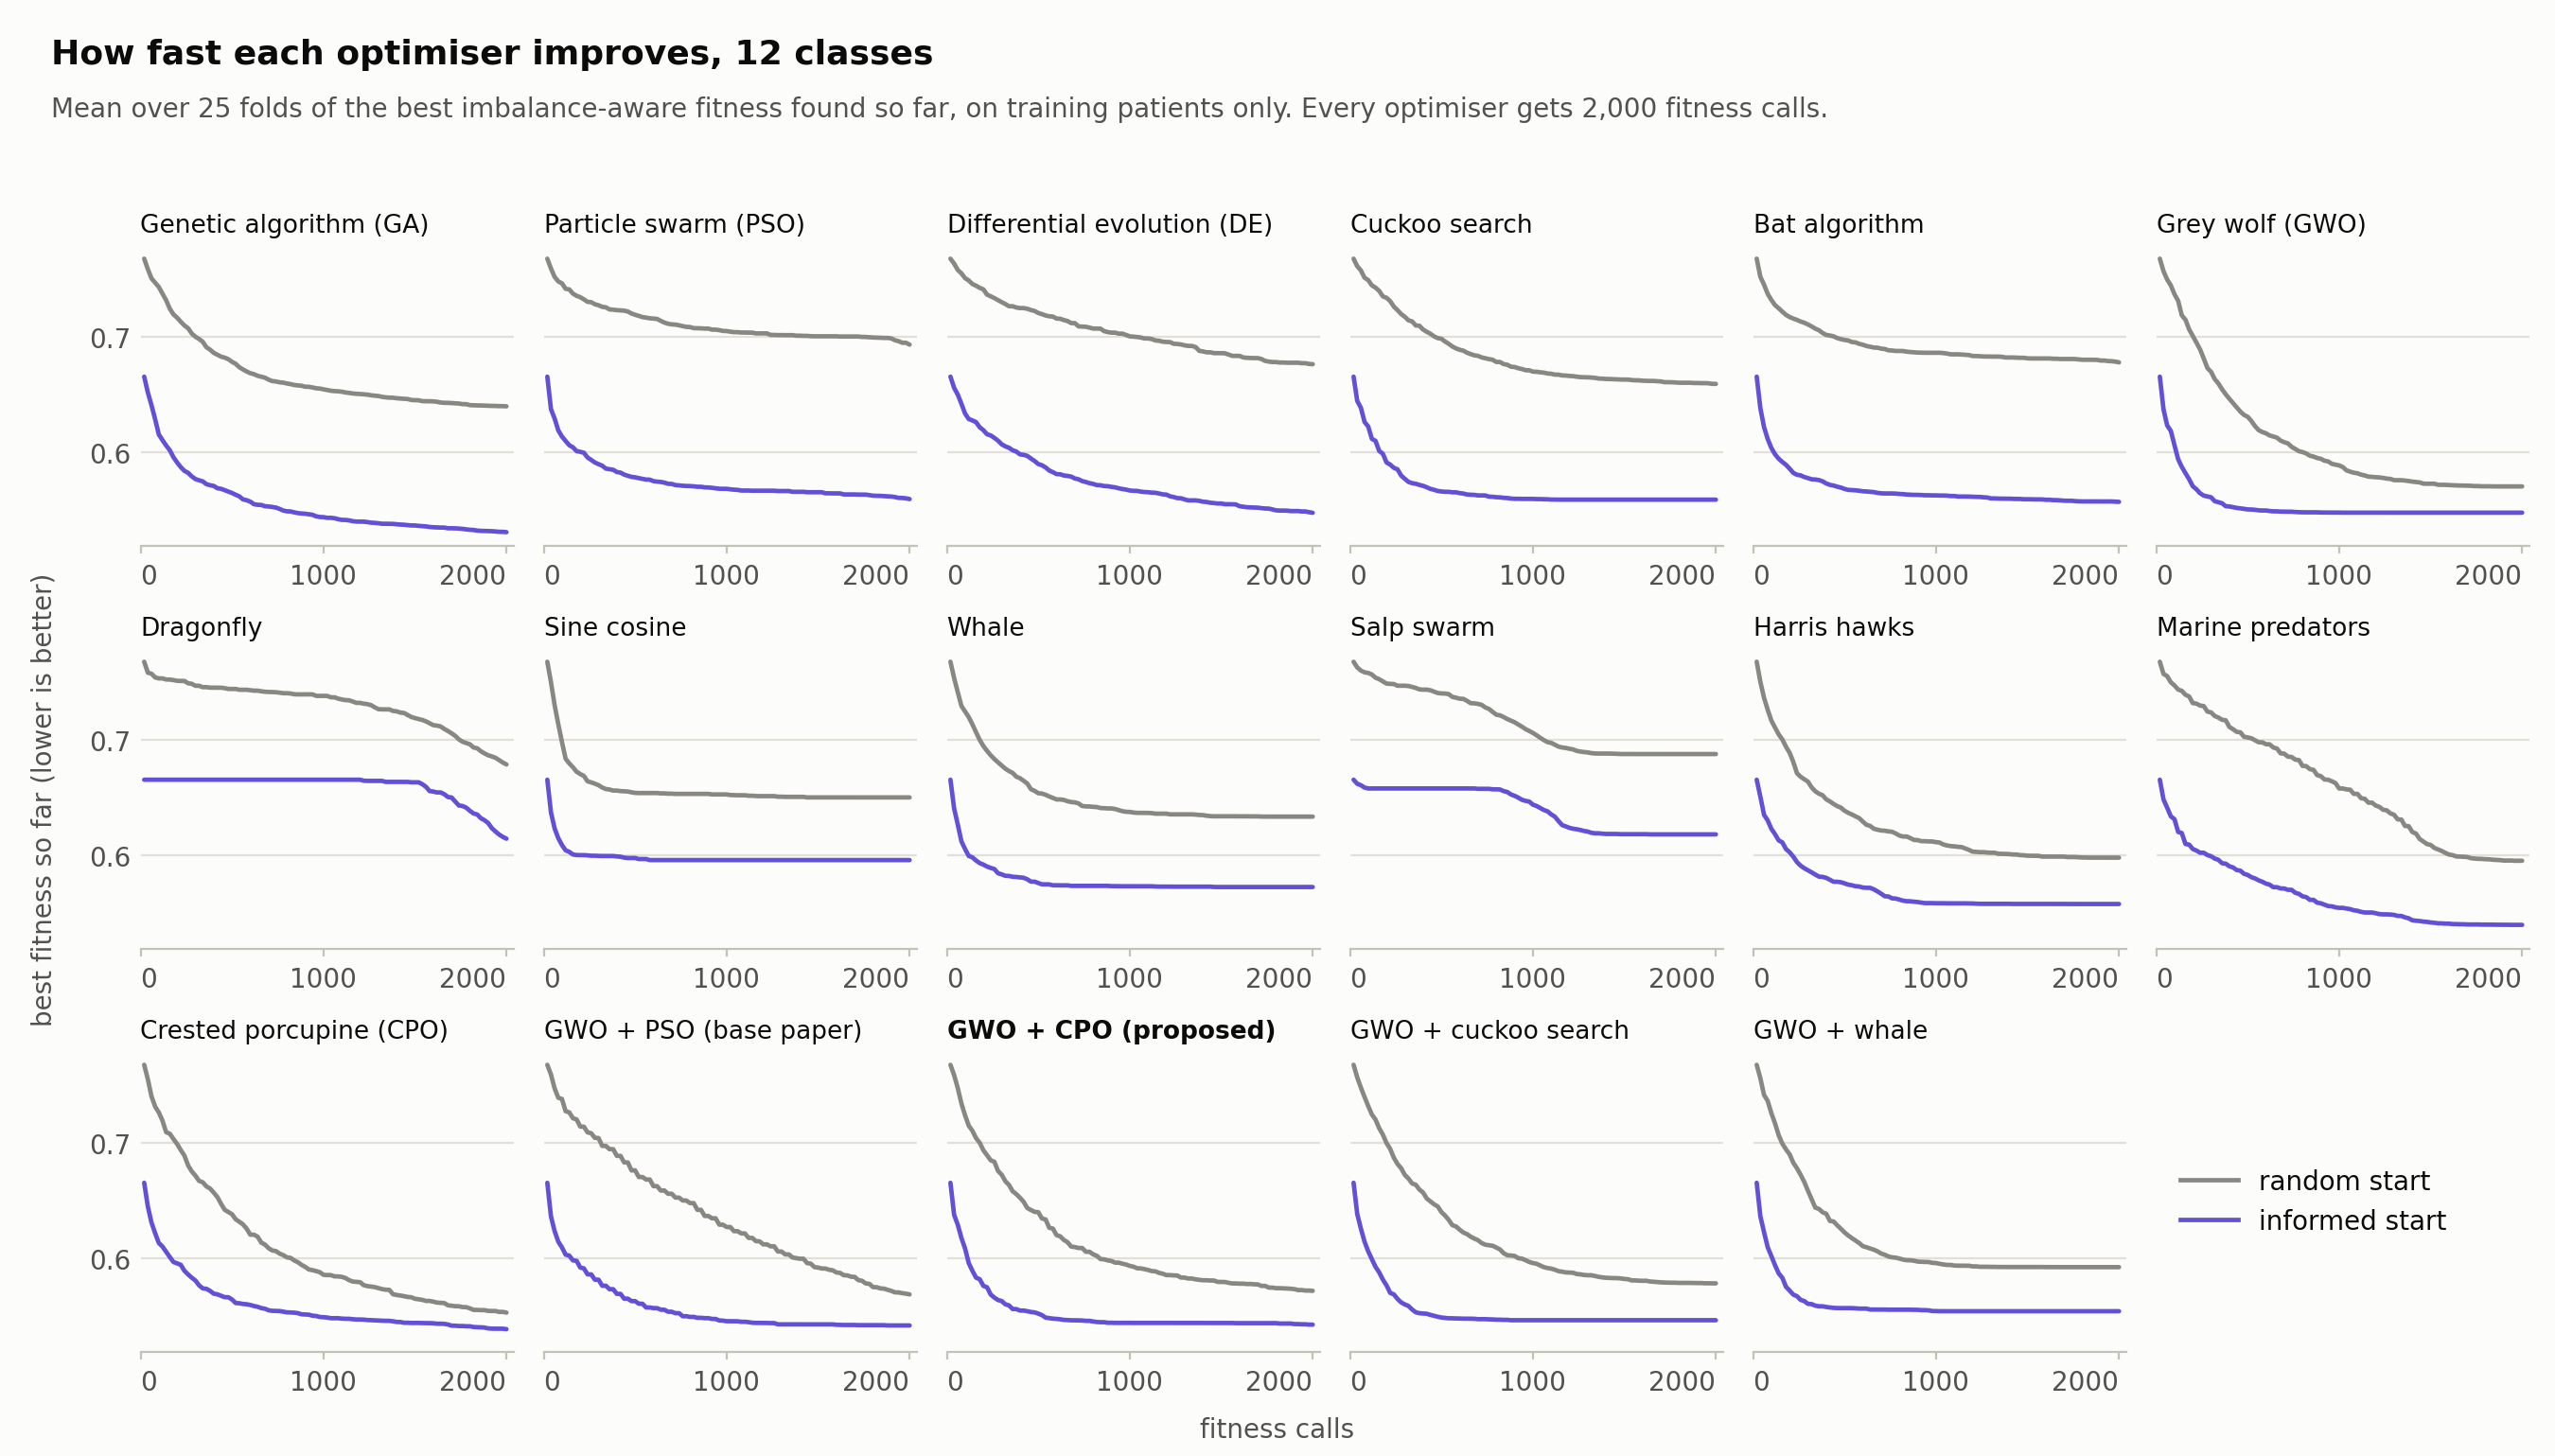 How fast each optimiser improves, 12 classes
Mean over 25 folds of the best imbalance-aware fitness found so far, on training patients only. Every optimiser gets 2,000 fitness calls.
Genetic algorithm (GA)
Particle swarm (PSO)
Differential evolution (DE)
Cuckoo search
Bat algorithm
Grey wolf (GWO)
0.7
0.6
0 1000 2000
0 1000 2000
0 1000 2000
0 1000 2000
0 1000 2000
0 1000 2000
best fitness so far (lower is better)
Dragonfly
Sine cosine
Whale
Salp swarm
Harris hawks
Marine predators
0.7
0.6
0 1000 2000
0 1000 2000
0 1000 2000
0 1000 2000
0 1000 2000
0 1000 2000
Crested porcupine (CPO)
GWO + PSO (base paper)
GWO + CPO (proposed)
GWO + cuckoo search
GWO + whale
0.7
0.6
random start
informed start
0 1000 2000
0 1000 2000
0 1000 2000
0 1000 2000
0 1000 2000
fitness calls